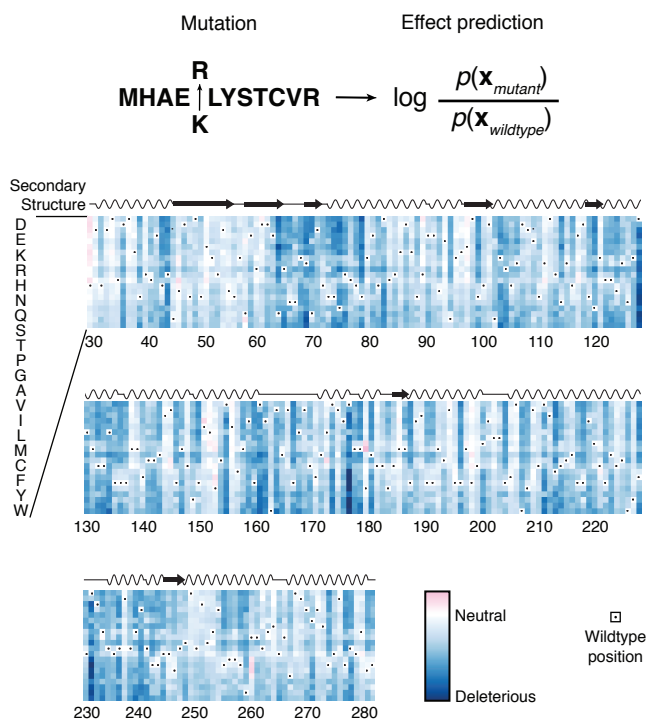 Mutation
Effect prediction
R
MHAE LYSTCVR
K
log p(x_mutant)
p(x_wildtype)
Secondary
Structure
D
E
K
R
H
N
Q
S
T
P
G
A
V
I
L
M
C
F
Y
W
30 40 50 60 70 80 90 100 110 120
130 140 150 160 170 180 190 200 210 220
230 240 250 260 270 280
Neutral
Deleterious
Wildtype
position